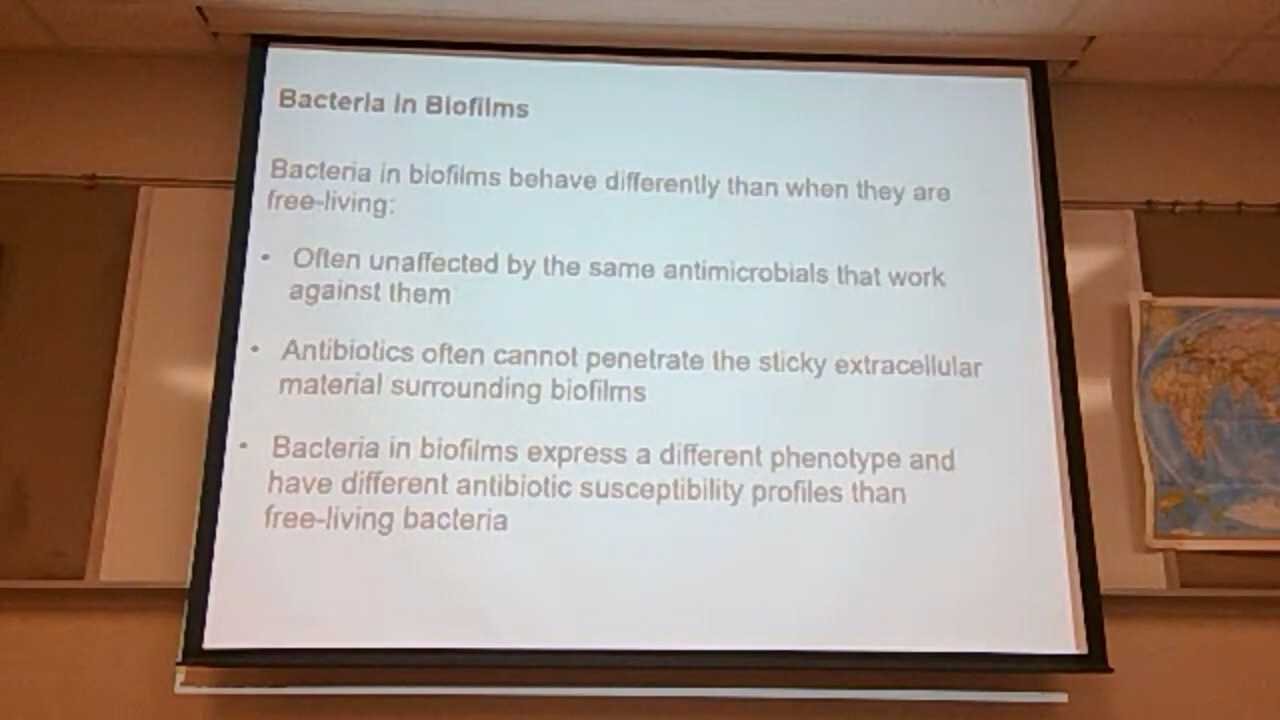 Bacteria in Biofilms
Bacteria in biofilms behave differently than when they are
free-living:
• Often unaffected by the same antimicrobials that work
against them
• Antibiotics often cannot penetrate the sticky extracellular
material surrounding biofilms
• Bacteria in biofilms express a different phenotype and
have different antibiotic susceptibility profiles than
free-living bacteria